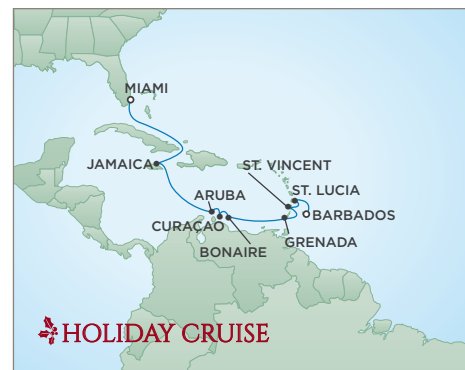 MIAMI
JAMAICA
ST. VINCENT
ST. LUCIA
ARUBA
BARBADOS
CURAÇAO
GRENADA
BONAIRE
HOLIDAY CRUISE